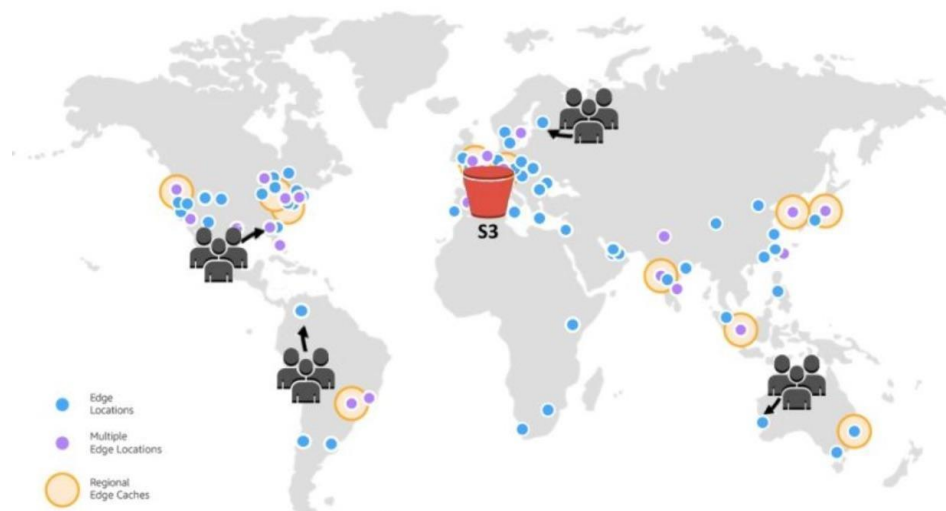 S3
Edge
Locations
Multiple
Edge Locations
Regional
Edge Caches